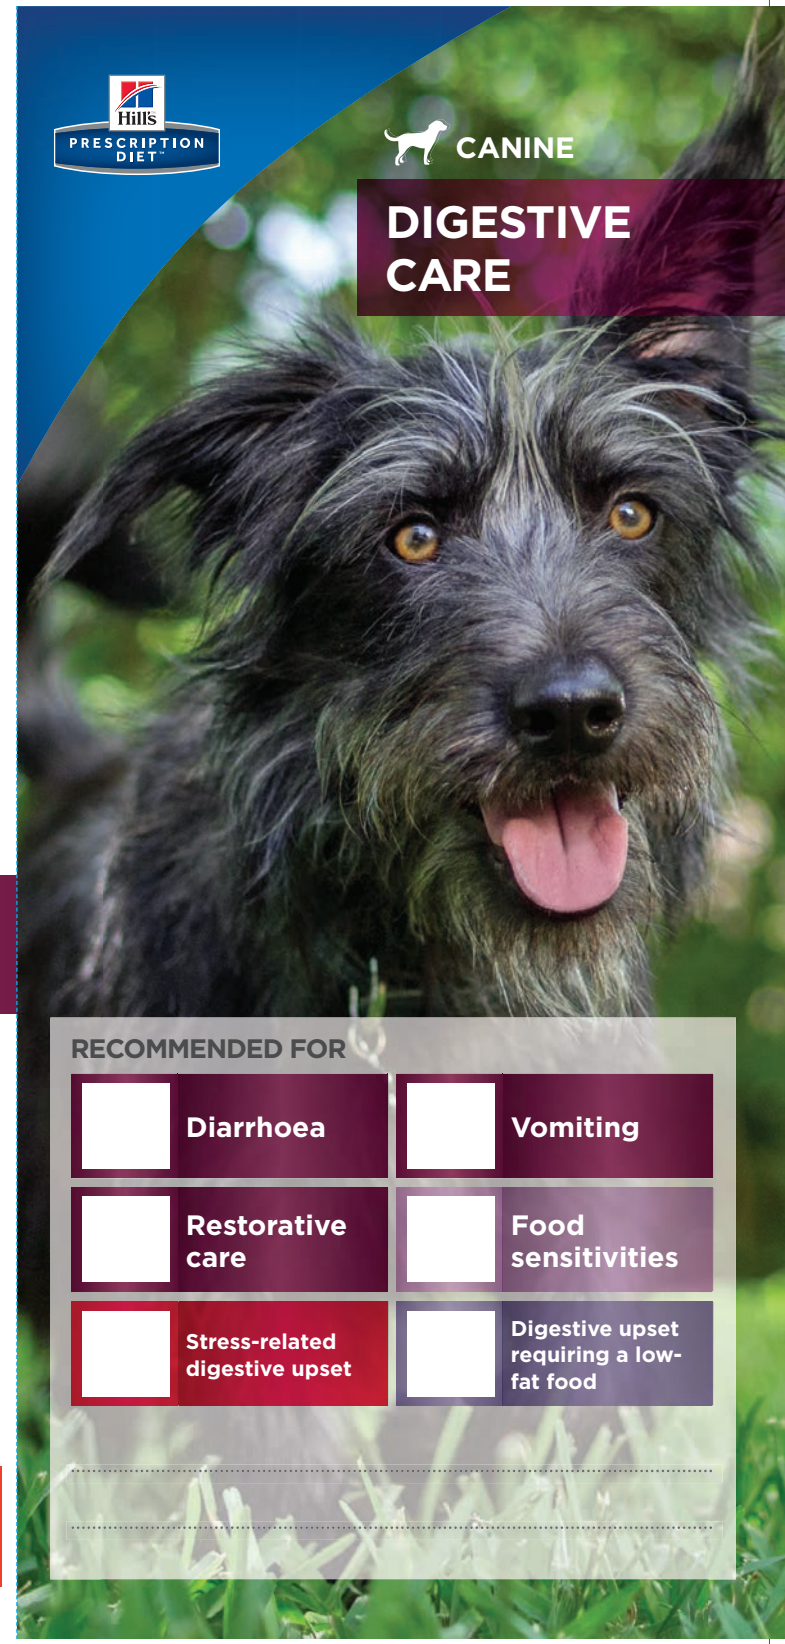 Hill's
PRESCRIPTION
DIET™
CANINE
DIGESTIVE
CARE
RECOMMENDED FOR
Diarrhoea
Vomiting
Restorative
care
Food
sensitivities
Stress-related
digestive upset
Digestive upset
requiring a low-
fat food